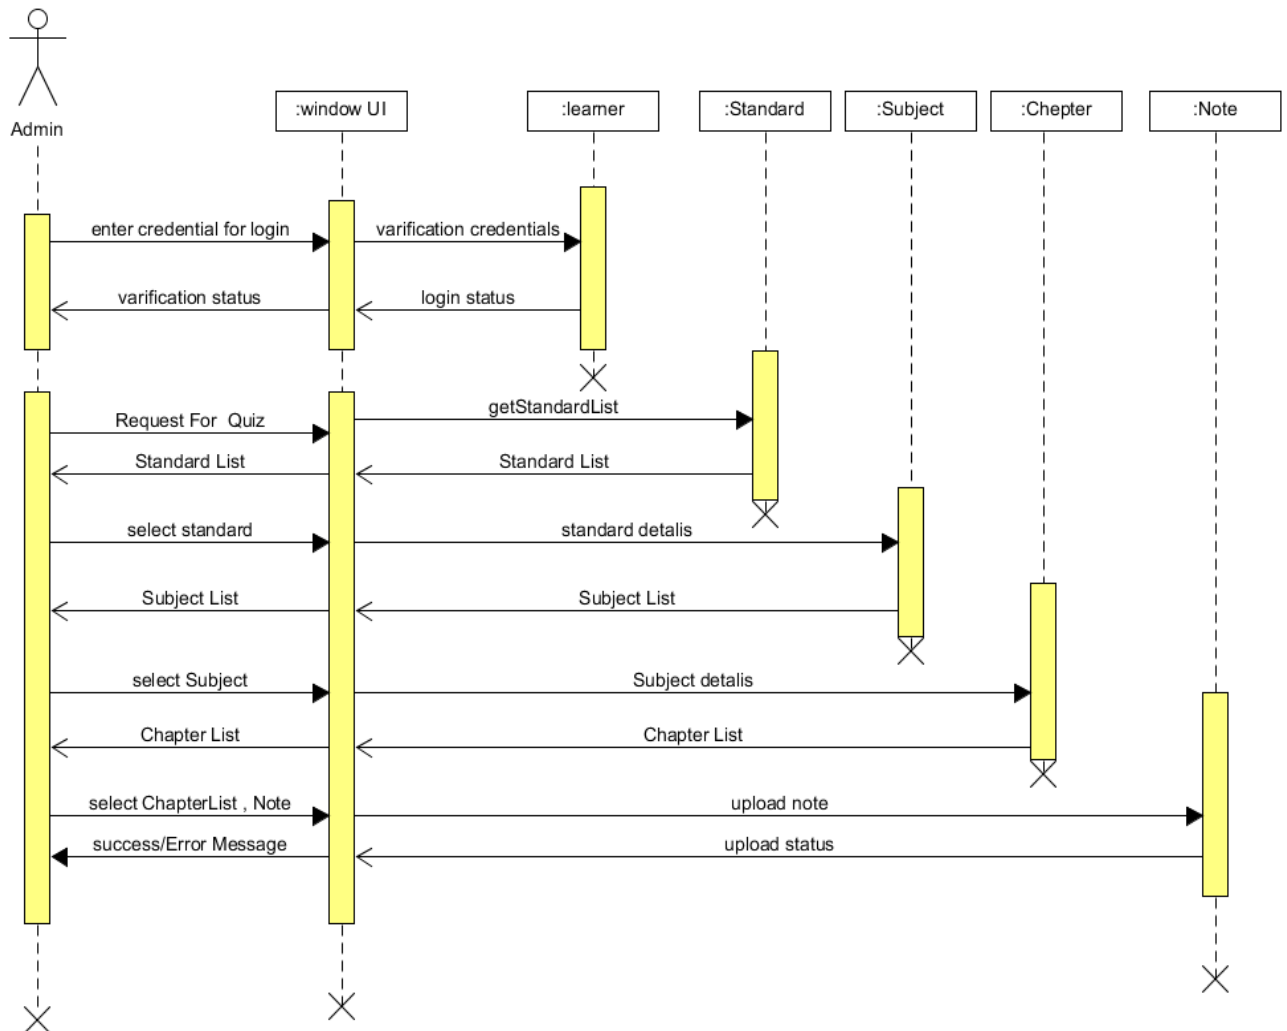 Admin
:window UI
:learner
:Standard
:Subject
:Chepter
:Note
enter credential for login
varification credentials
varification status
login status
Request For  Quiz
getStandardList
Standard List
Standard List
select standard
standard detalis
Subject List
Subject List
select Subject
Subject detalis
Chapter List
Chapter List
select ChapterList , Note
upload note
success/Error Message
upload status